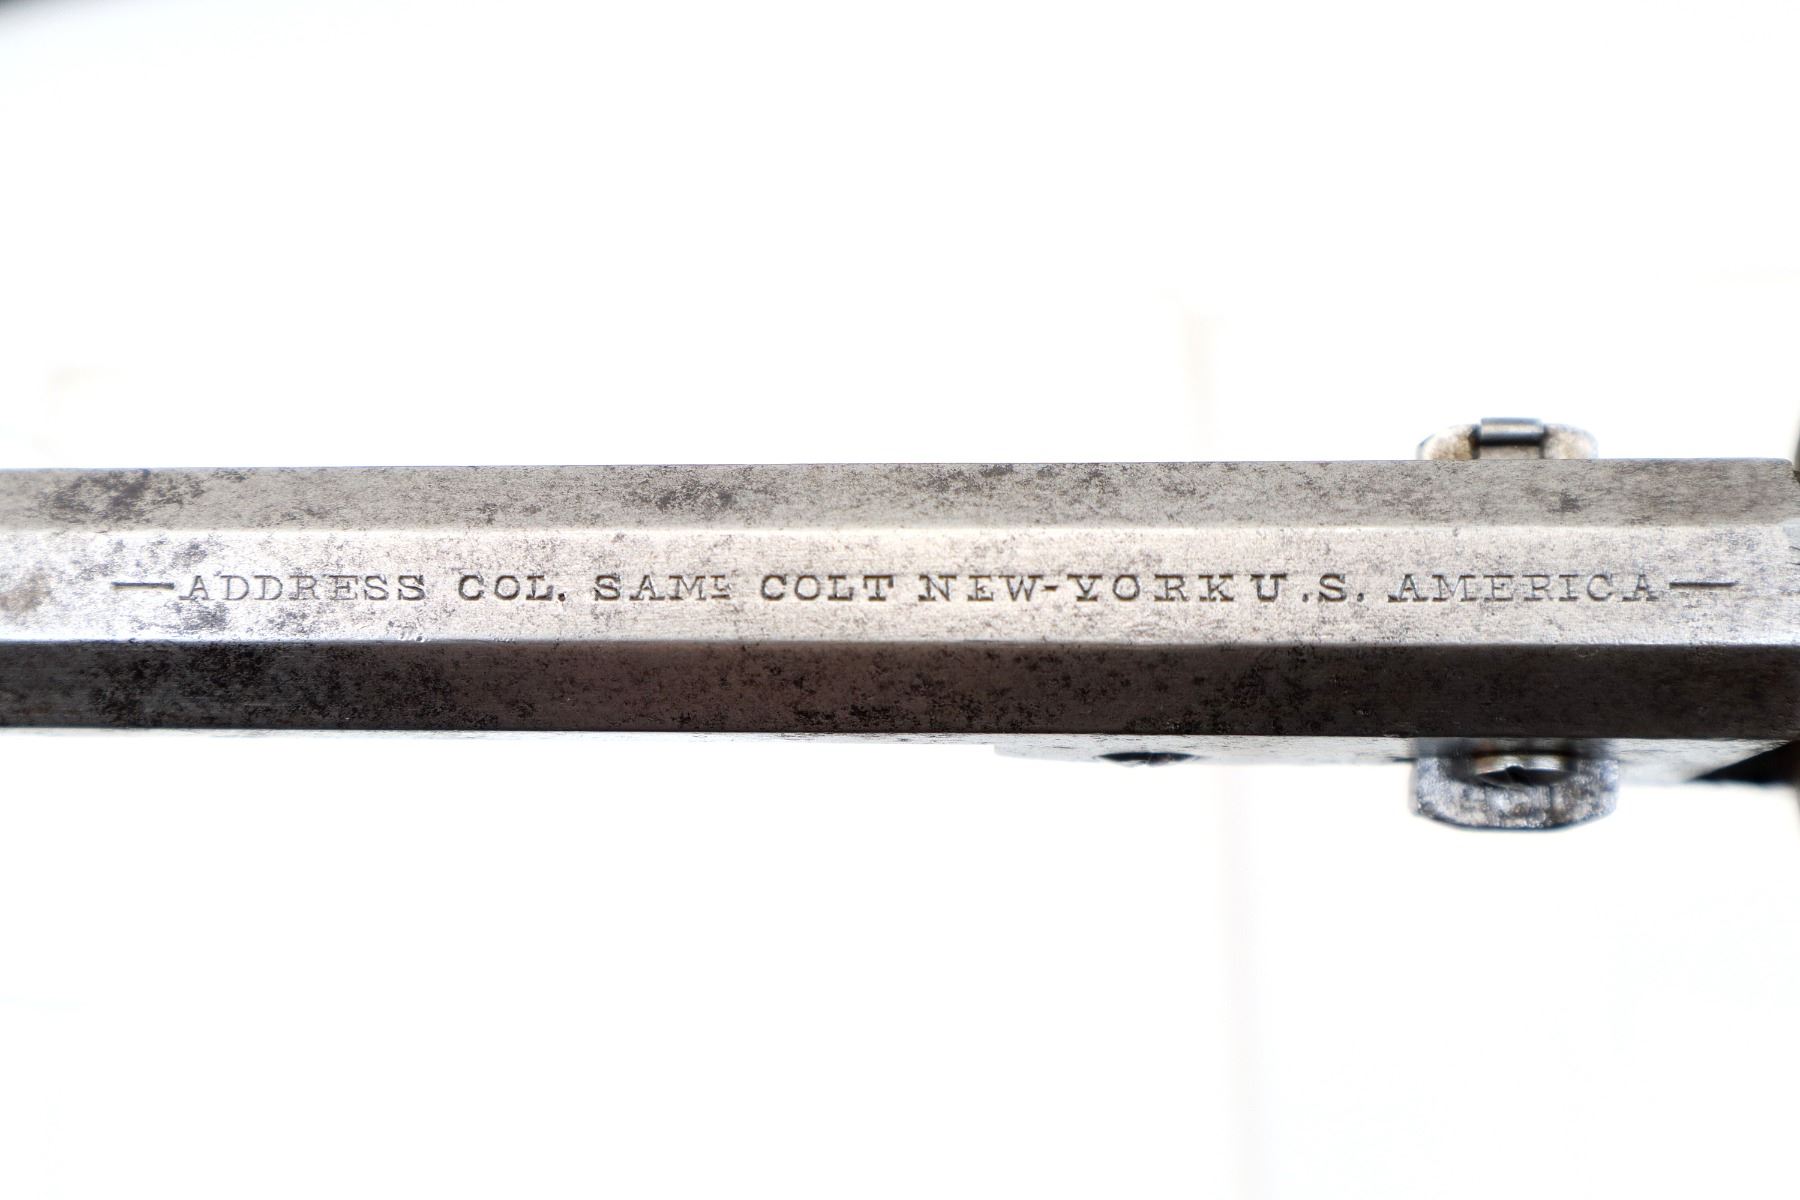 —ADDRESS COL. SAMˡ COLT NEW-YORK U.S. AMERICA—